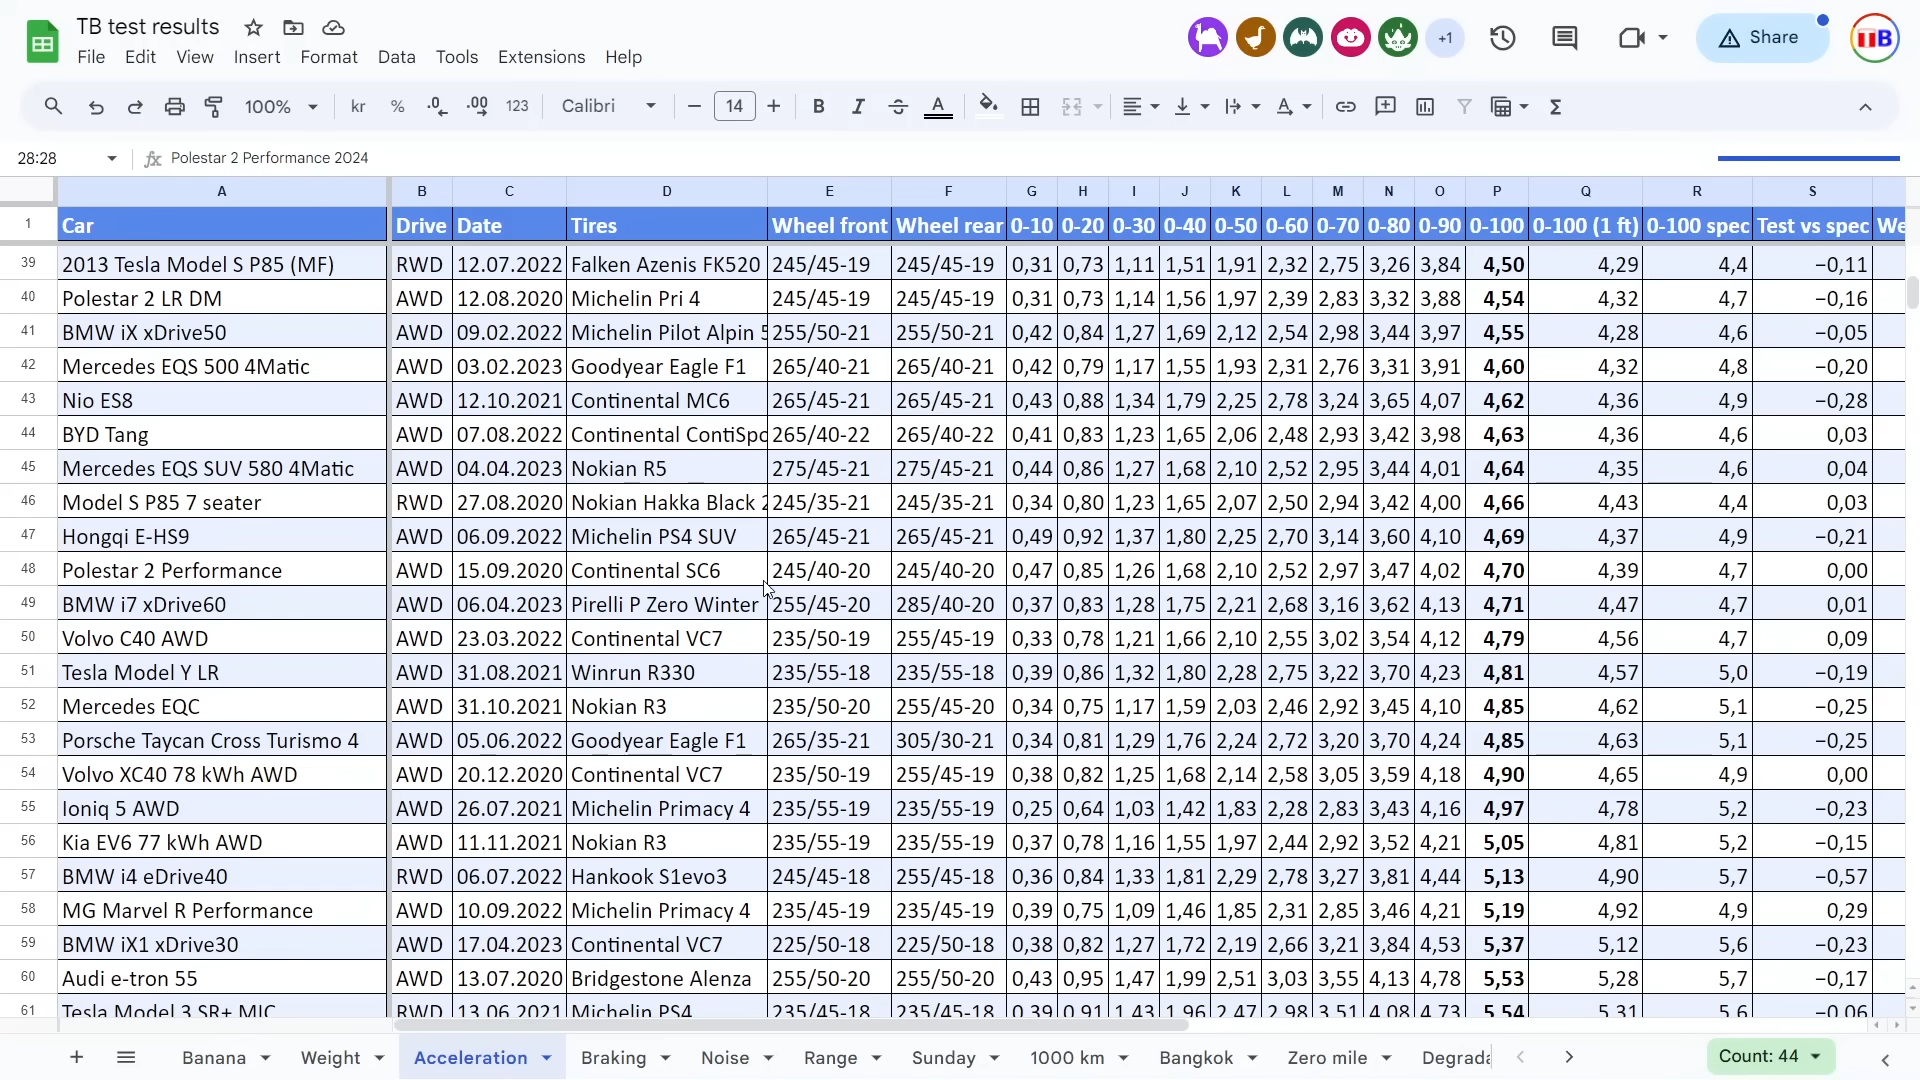 TB test results
+1
Share
File Edit View Insert Format Data Tools Extensions Help
100% kr % .0 .00 123 Calibri 14 B I A
28:28 fx Polestar 2 Performance 2024
A B C D E F G H I J K L M N O P Q R S
1 Car Drive Date Tires Wheel front Wheel rear 0-10 0-20 0-30 0-40 0-50 0-60 0-70 0-80 0-90 0-100 0-100 (1 ft) 0-100 spec Test vs spec We
39 2013 Tesla Model S P85 (MF) RWD 12.07.2022 Falken Azenis FK520 245/45-19 245/45-19 0,31 0,73 1,11 1,51 1,91 2,32 2,75 3,26 3,84 4,50 4,29 4,4 −0,11
40 Polestar 2 LR DM AWD 12.08.2020 Michelin Pri 4 245/45-19 245/45-19 0,31 0,73 1,14 1,56 1,97 2,39 2,83 3,32 3,88 4,54 4,32 4,7 −0,16
41 BMW iX xDrive50 AWD 09.02.2022 Michelin Pilot Alpin 5 255/50-21 255/50-21 0,42 0,84 1,27 1,69 2,12 2,54 2,98 3,44 3,97 4,55 4,28 4,6 −0,05
42 Mercedes EQS 500 4Matic AWD 03.02.2023 Goodyear Eagle F1 265/40-21 265/40-21 0,42 0,79 1,17 1,55 1,93 2,31 2,76 3,31 3,91 4,60 4,32 4,8 −0,20
43 Nio ES8 AWD 12.10.2021 Continental MC6 265/45-21 265/45-21 0,43 0,88 1,34 1,79 2,25 2,78 3,24 3,65 4,07 4,62 4,36 4,9 −0,28
44 BYD Tang AWD 07.08.2022 Continental ContiSpo 265/40-22 265/40-22 0,41 0,83 1,23 1,65 2,06 2,48 2,93 3,42 3,98 4,63 4,36 4,6 0,03
45 Mercedes EQS SUV 580 4Matic AWD 04.04.2023 Nokian R5 275/45-21 275/45-21 0,44 0,86 1,27 1,68 2,10 2,52 2,95 3,44 4,01 4,64 4,35 4,6 0,04
46 Model S P85 7 seater RWD 27.08.2020 Nokian Hakka Black 2 245/35-21 245/35-21 0,34 0,80 1,23 1,65 2,07 2,50 2,94 3,42 4,00 4,66 4,43 4,4 0,03
47 Hongqi E-HS9 AWD 06.09.2022 Michelin PS4 SUV 265/45-21 265/45-21 0,49 0,92 1,37 1,80 2,25 2,70 3,14 3,60 4,10 4,69 4,37 4,9 −0,21
48 Polestar 2 Performance AWD 15.09.2020 Continental SC6 245/40-20 245/40-20 0,47 0,85 1,26 1,68 2,10 2,52 2,97 3,47 4,02 4,70 4,39 4,7 0,00
49 BMW i7 xDrive60 AWD 06.04.2023 Pirelli P Zero Winter 255/45-20 285/40-20 0,37 0,83 1,28 1,75 2,21 2,68 3,16 3,62 4,13 4,71 4,47 4,7 0,01
50 Volvo C40 AWD AWD 23.03.2022 Continental VC7 235/50-19 255/45-19 0,33 0,78 1,21 1,66 2,10 2,55 3,02 3,54 4,12 4,79 4,56 4,7 0,09
51 Tesla Model Y LR AWD 31.08.2021 Winrun R330 235/55-18 235/55-18 0,39 0,86 1,32 1,80 2,28 2,75 3,22 3,70 4,23 4,81 4,57 5,0 −0,19
52 Mercedes EQC AWD 31.10.2021 Nokian R3 235/50-20 255/45-20 0,34 0,75 1,17 1,59 2,03 2,46 2,92 3,45 4,10 4,85 4,62 5,1 −0,25
53 Porsche Taycan Cross Turismo 4 AWD 05.06.2022 Goodyear Eagle F1 265/35-21 305/30-21 0,34 0,81 1,29 1,76 2,24 2,72 3,20 3,70 4,24 4,85 4,63 5,1 −0,25
54 Volvo XC40 78 kWh AWD AWD 20.12.2020 Continental VC7 235/50-19 255/45-19 0,38 0,82 1,25 1,68 2,14 2,58 3,05 3,59 4,18 4,90 4,65 4,9 0,00
55 Ioniq 5 AWD AWD 26.07.2021 Michelin Primacy 4 235/55-19 235/55-19 0,25 0,64 1,03 1,42 1,83 2,28 2,83 3,43 4,16 4,97 4,78 5,2 −0,23
56 Kia EV6 77 kWh AWD AWD 11.11.2021 Nokian R3 235/55-19 235/55-19 0,37 0,78 1,16 1,55 1,97 2,44 2,92 3,52 4,21 5,05 4,81 5,2 −0,15
57 BMW i4 eDrive40 RWD 06.07.2022 Hankook S1evo3 245/45-18 255/45-18 0,36 0,84 1,33 1,81 2,29 2,78 3,27 3,81 4,44 5,13 4,90 5,7 −0,57
58 MG Marvel R Performance AWD 10.09.2022 Michelin Primacy 4 235/45-19 235/45-19 0,39 0,75 1,09 1,46 1,85 2,31 2,85 3,46 4,21 5,19 4,92 4,9 0,29
59 BMW iX1 xDrive30 AWD 17.04.2023 Continental VC7 225/50-18 225/50-18 0,38 0,82 1,27 1,72 2,19 2,66 3,21 3,84 4,53 5,37 5,12 5,6 −0,23
60 Audi e-tron 55 AWD 13.07.2020 Bridgestone Alenza 255/50-20 255/50-20 0,43 0,95 1,47 1,99 2,51 3,03 3,55 4,13 4,78 5,53 5,28 5,7 −0,17
61 Tesla Model 3 SR+ MIC RWD 13.06.2021 Michelin PS4 235/45-18 235/45-18 0,39 0,91 1,43 1,96 2,47 2,98 3,51 4,08 4,73 5,54 5,31 5,6 −0,06
Banana Weight Acceleration Braking Noise Range Sunday 1000 km Bangkok Zero mile Degrada Count: 44